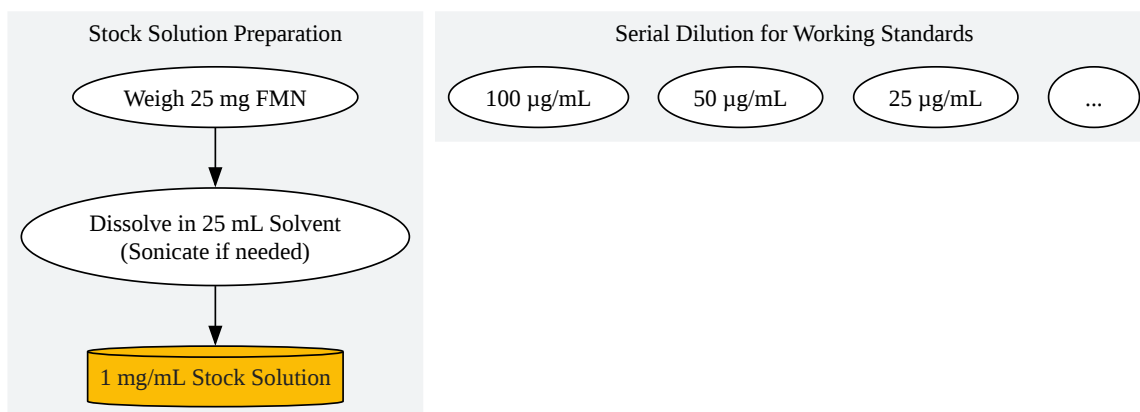 Stock Solution Preparation
Weigh 25 mg FMN
Dissolve in 25 mL Solvent
(Sonicate if needed)
1 mg/mL Stock Solution
Serial Dilution for Working Standards
100 µg/mL
50 µg/mL
25 µg/mL
...